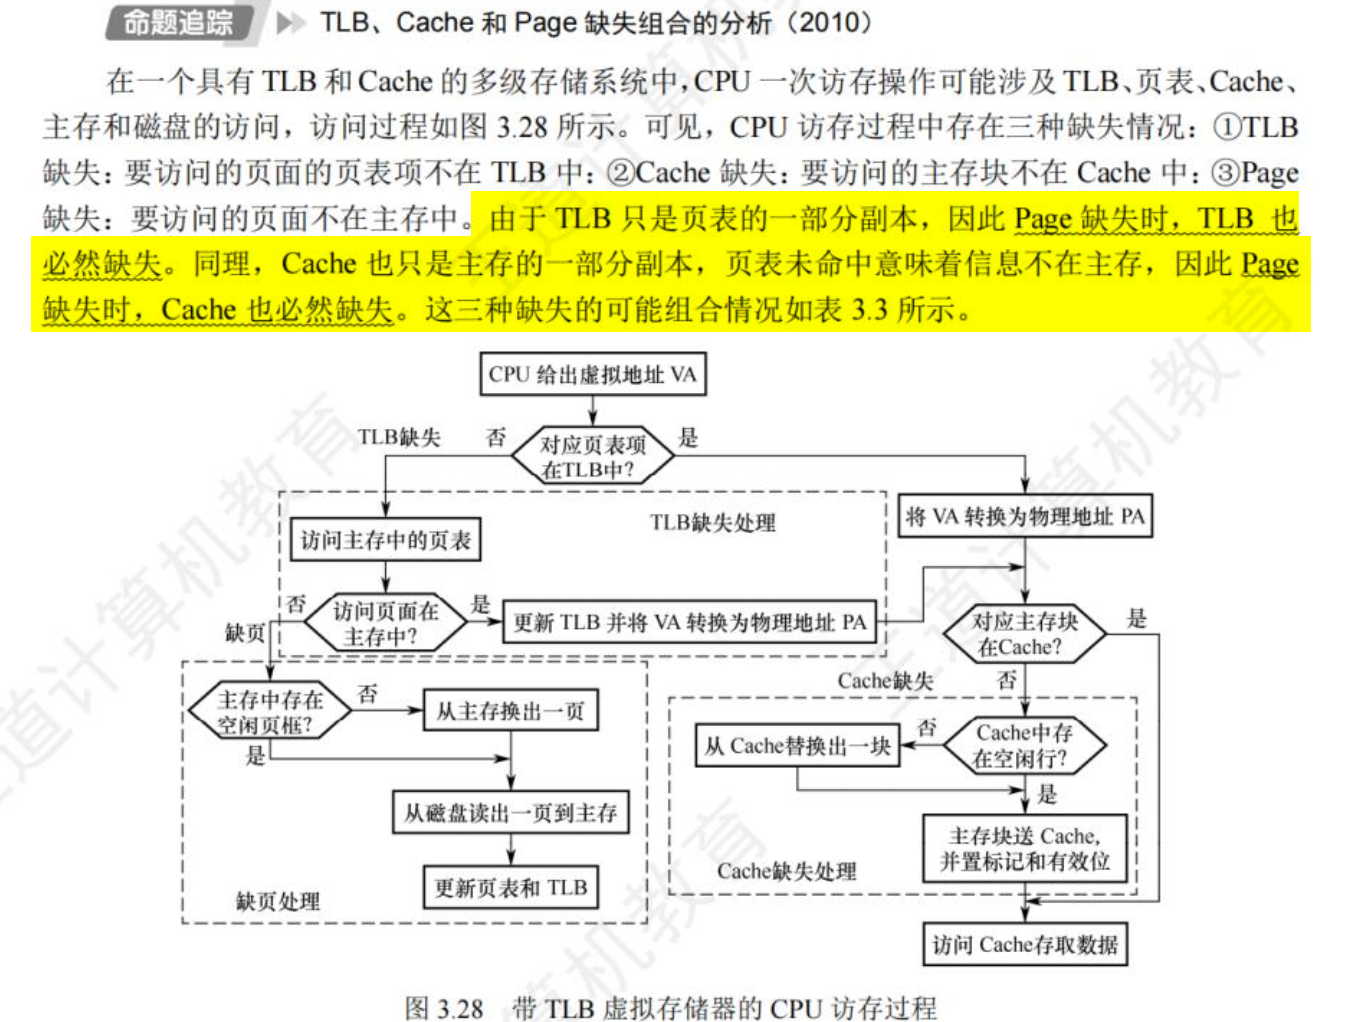 命题追踪 TLB、Cache 和 Page 缺失组合的分析（2010）
在一个具有 TLB 和 Cache 的多级存储系统中，CPU 一次访存操作可能涉及 TLB、页表、Cache、
主存和磁盘的访问，访问过程如图 3.28 所示。可见，CPU 访存过程中存在三种缺失情况：①TLB
缺失：要访问的页面的页表项不在 TLB 中；②Cache 缺失：要访问的主存块不在 Cache 中；③Page
缺失：要访问的页面不在主存中。由于 TLB 只是页表的一部分副本，因此 Page 缺失时，TLB 也
必然缺失。同理，Cache 也只是主存的一部分副本，页表未命中意味着信息不在主存，因此 Page
缺失时，Cache 也必然缺失。这三种缺失的可能组合情况如表 3.3 所示。
CPU 给出虚拟地址 VA
TLB缺失
否
对应页表项
在TLB中？
是
TLB缺失处理
访问主存中的页表
将 VA 转换为物理地址 PA
否
访问页面在
主存中？
是
更新 TLB 并将 VA 转换为物理地址 PA
缺页
对应主存块
在Cache？
是
主存中存在
空闲页框？
否
从主存换出一页
是
从磁盘读出一页到主存
更新页表和 TLB
缺页处理
Cache缺失
否
Cache中存
在空闲行？
否
从 Cache替换出一块
是
主存块送 Cache，
并置标记和有效位
Cache缺失处理
访问 Cache存取数据
图 3.28 带 TLB 虚拟存储器的 CPU 访存过程
王道计算机教育